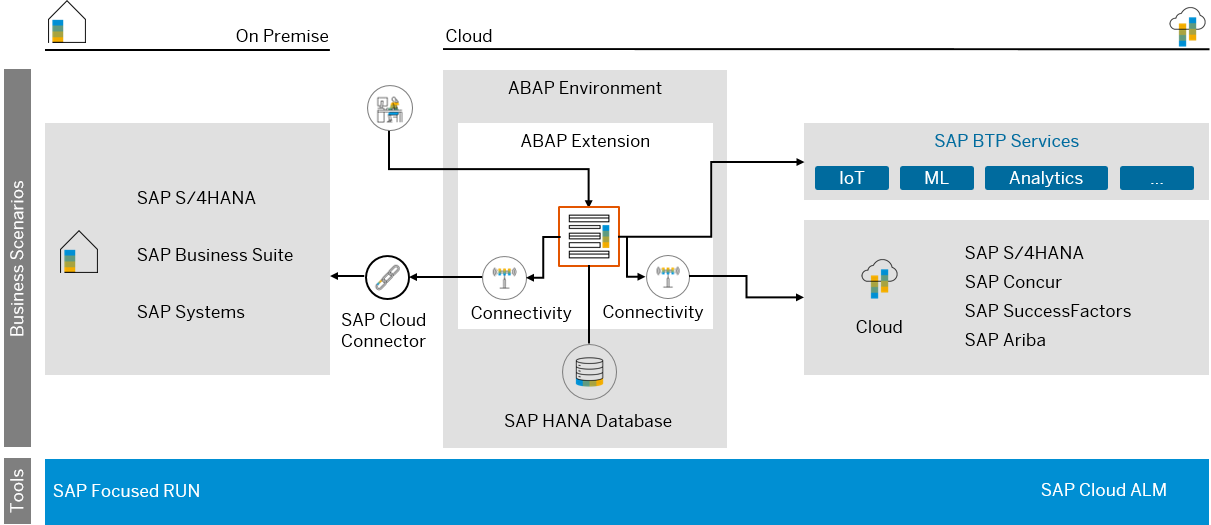 On Premise
Cloud
Business Scenarios
ABAP Environment
ABAP Extension
SAP S/4HANA
SAP Business Suite
SAP Systems
SAP Cloud
Connector
Connectivity
Connectivity
SAP HANA Database
SAP BTP Services
IoT
ML
Analytics
...
Cloud
SAP S/4HANA
SAP Concur
SAP SuccessFactors
SAP Ariba
Tools
SAP Focused RUN
SAP Cloud ALM